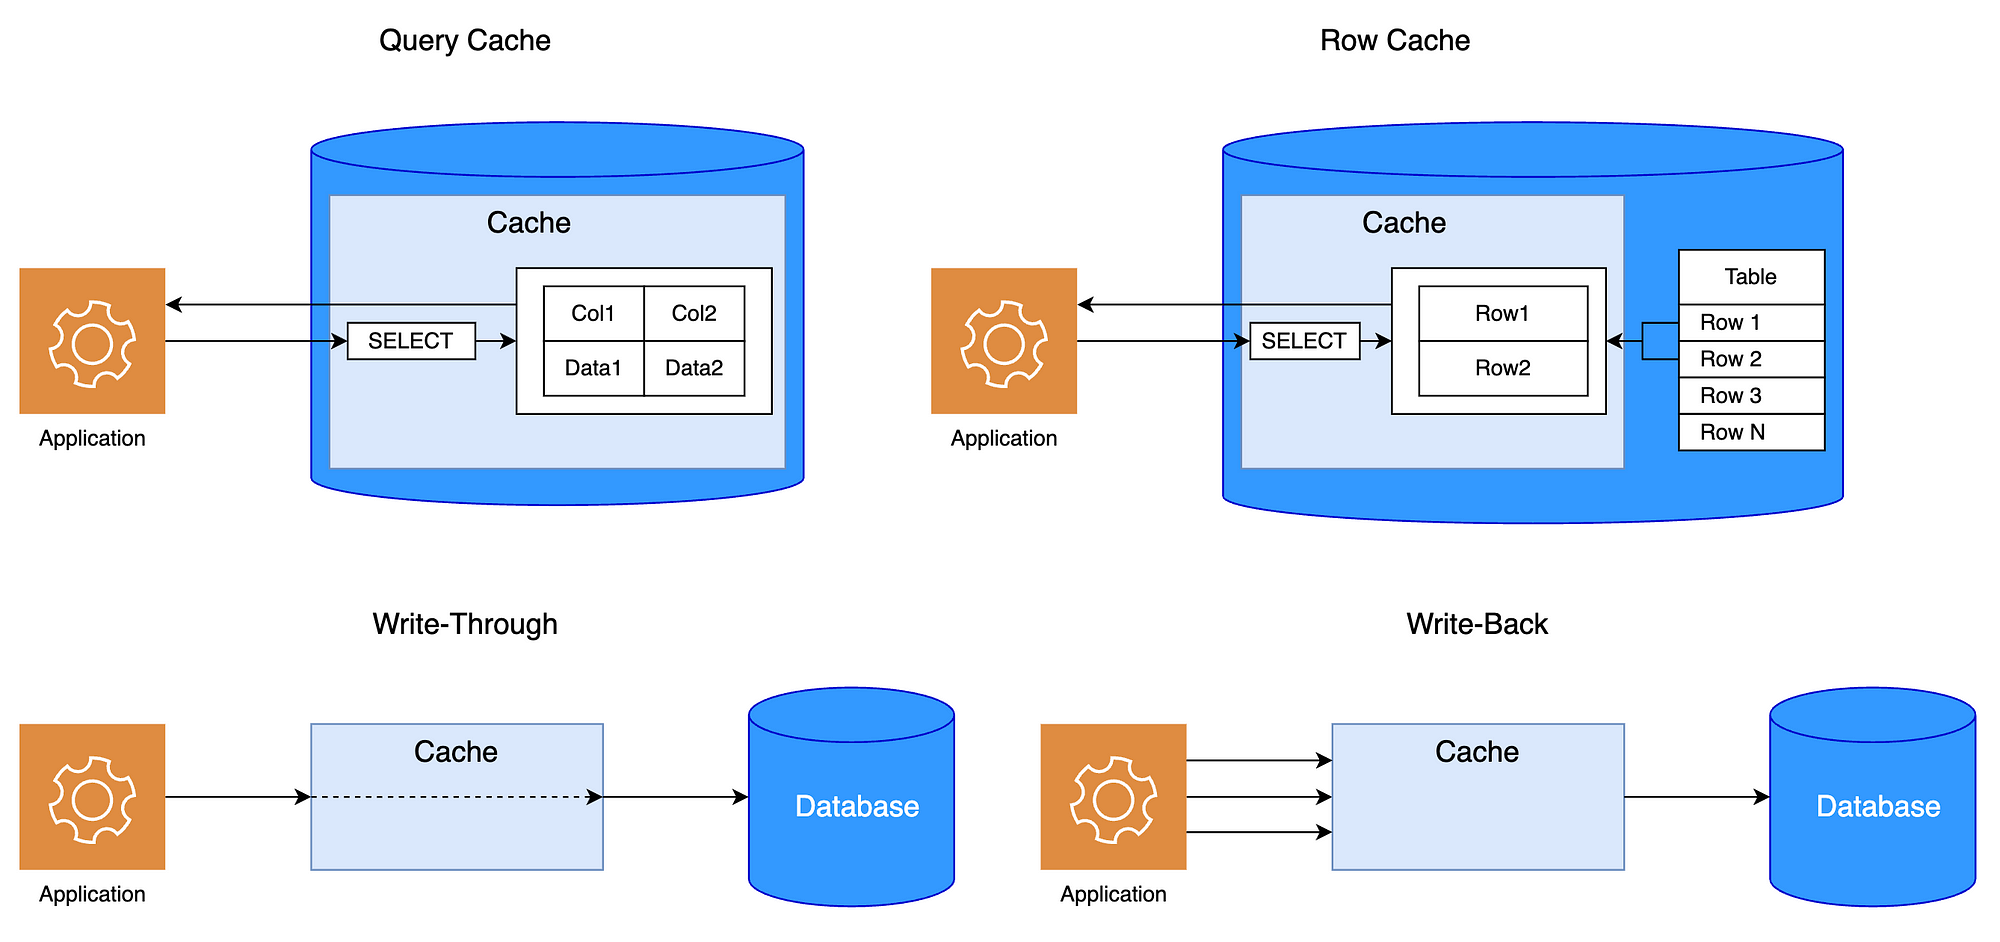 Query Cache
Cache
SELECT
Col1 Col2
Data1 Data2
Application
Row Cache
Cache
SELECT
Row1
Row2
Table
Row 1
Row 2
Row 3
Row N
Application
Write-Through
Cache
Database
Application
Write-Back
Cache
Database
Application